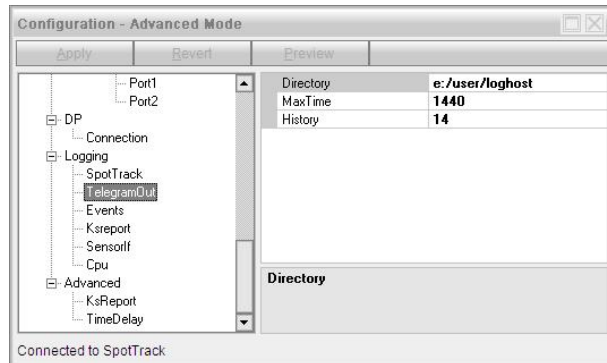 Configuration - Advanced Mode
Apply Revert Preview
Port1
Port2
DP
Connection
Logging
SpotTrack
TelegramOut
Events
Ksreport
SensorIf
Cpu
Advanced
KsReport
TimeDelay
Directory e:/user/loghost
MaxTime 1440
History 14
Directory
Connected to SpotTrack